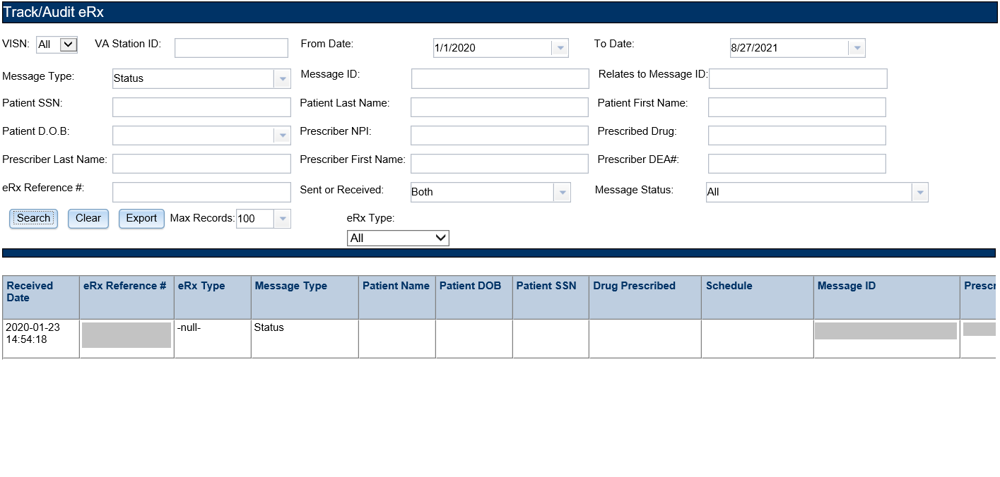 Track/Audit eRx
VISN: All VA Station ID: From Date: 1/1/2020 To Date: 8/27/2021
Message Type: Status Message ID: Relates to Message ID:
Patient SSN: Patient Last Name: Patient First Name:
Patient D.O.B: Prescriber NPI: Prescribed Drug:
Prescriber Last Name: Prescriber First Name: Prescriber DEA#:
eRx Reference #: Sent or Received: Both Message Status: All
Search Clear Export Max Records: 100 eRx Type:
All
Received eRx Reference # eRx Type Message Type Patient Name Patient DOB Patient SSN Drug Prescribed Schedule Message ID Prescr
Date
2020-01-23 -null- Status
14:54:18